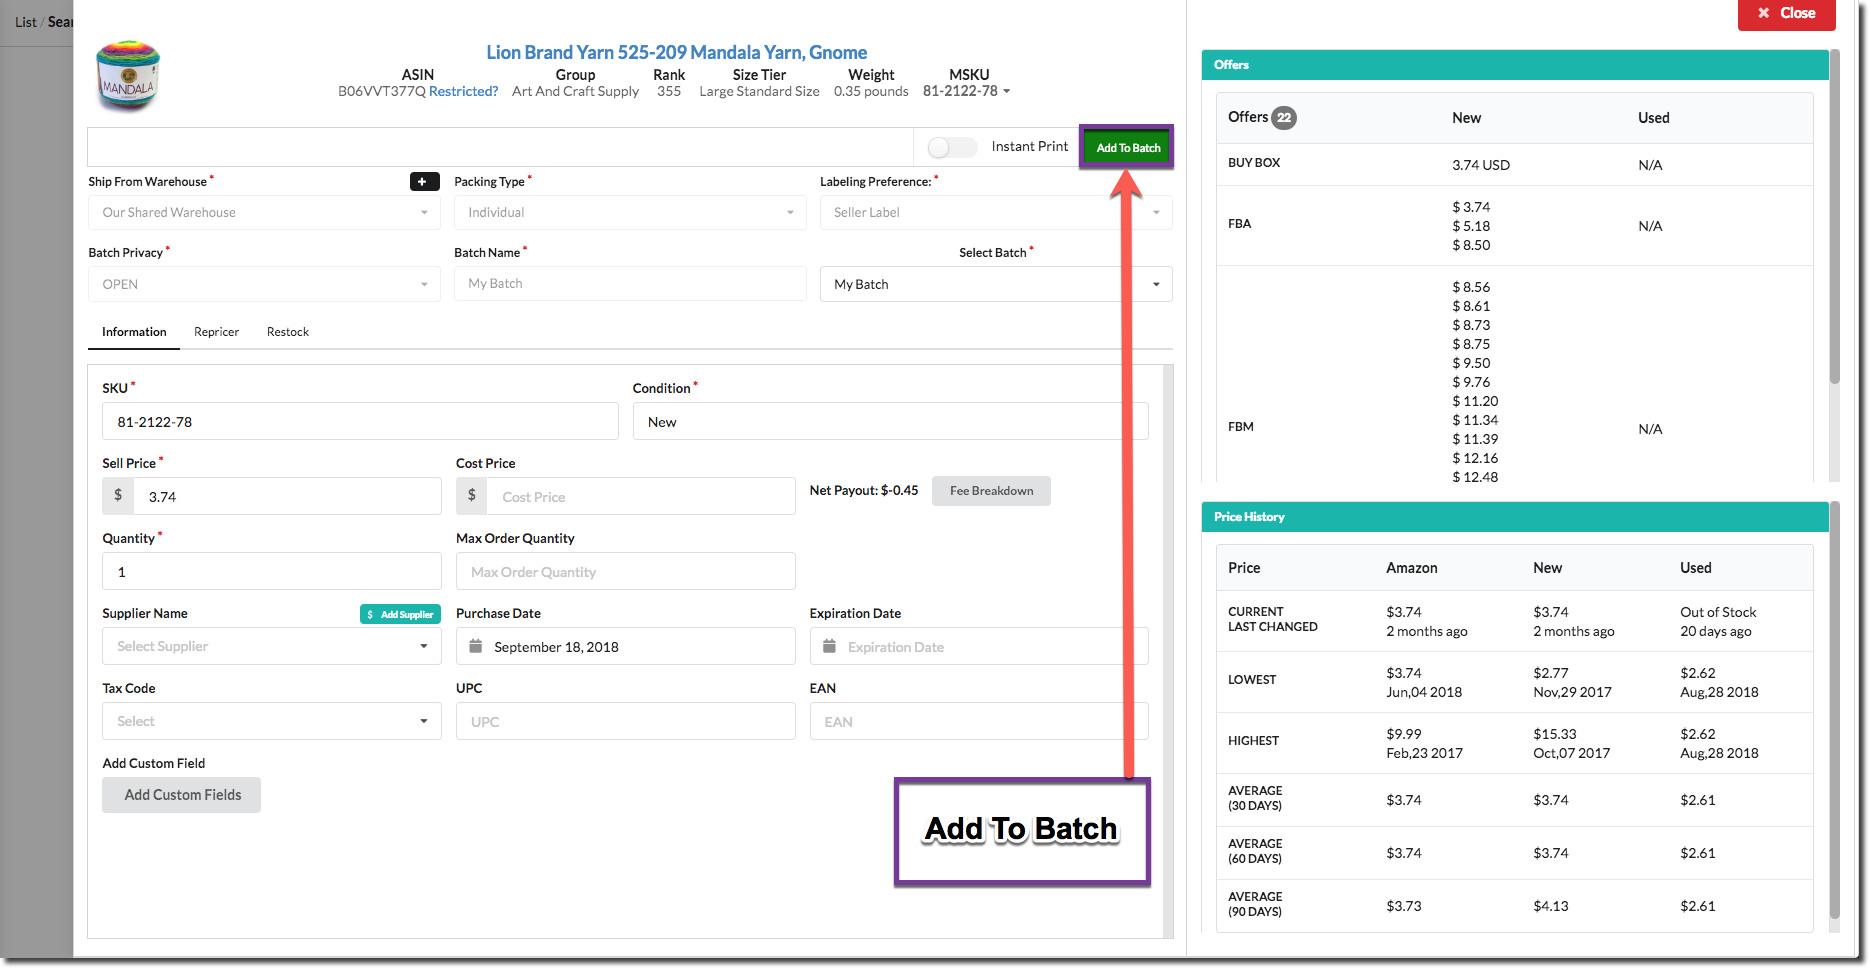 List / Sear
✖ Close
MANDALA
Lion Brand Yarn 525-209 Mandala Yarn, Gnome
ASIN Group Rank Size Tier Weight MSKU
B06VVT377Q Restricted? Art And Craft Supply 355 Large Standard Size 0.35 pounds 81-2122-78
Instant Print Add To Batch
Ship From Warehouse * + Packing Type * Labeling Preference: *
Our Shared Warehouse Individual Seller Label
Batch Privacy * Batch Name * Select Batch *
OPEN My Batch My Batch
Information Repricer Restock
SKU * Condition *
81-2122-78 New
Sell Price * Cost Price
$ 3.74 $ Cost Price Net Payout: $-0.45 Fee Breakdown
Quantity * Max Order Quantity
1 Max Order Quantity
Supplier Name $ Add Supplier Purchase Date Expiration Date
Select Supplier September 18, 2018 Expiration Date
Tax Code UPC EAN
Select UPC EAN
Add Custom Field
Add Custom Fields
Add To Batch
Offers
Offers 22 New Used
BUY BOX 3.74 USD N/A
$ 3.74
FBA $ 5.18 N/A
$ 8.50
$ 8.56
$ 8.61
$ 8.73
$ 8.75
$ 9.50
$ 9.76
$ 11.20
$ 11.34
FBM $ 11.39 N/A
$ 12.16
$ 12.48
Price History
Price Amazon New Used
CURRENT $3.74 $3.74 Out of Stock
LAST CHANGED 2 months ago 2 months ago 20 days ago
LOWEST $3.74 $2.77 $2.62
Jun,04 2018 Nov,29 2017 Aug,28 2018
HIGHEST $9.99 $15.33 $2.62
Feb,23 2017 Oct,07 2017 Aug,28 2018
AVERAGE
(30 DAYS) $3.74 $3.74 $2.61
AVERAGE
(60 DAYS) $3.74 $3.74 $2.61
AVERAGE
(90 DAYS) $3.73 $4.13 $2.61